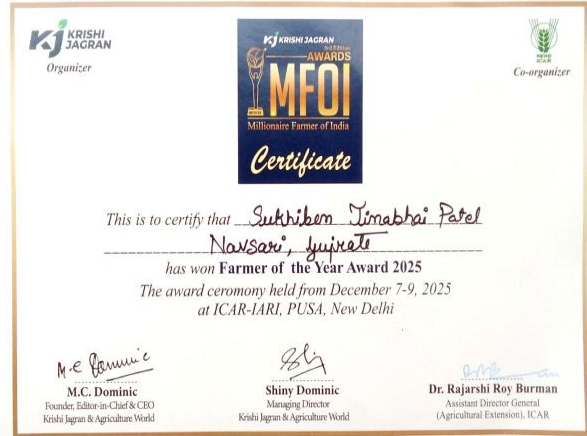 KJ KRISHI JAGRAN
Organizer
KJ KRISHI JAGRAN
3rd Edition
AWARDS
MFOI
Millionaire Farmer of India
Certificate
ICAR
Co-organizer
This is to certify that Sukhiben Jinabhai Patel
Navsari, Gujrate
has won Farmer of the Year Award 2025
The award ceromony held from December 7-9, 2025
at ICAR-IARI, PUSA, New Delhi
M.C Dominic
M.C. Dominic
Founder, Editor-in-Chief & CEO
Krishi Jagran & Agriculture World
Shiny Dominic
Managing Director
Krishi Jagran & Agriculture World
Dr. Rajarshi Roy Burman
Assistant Director General
(Agricultural Extension), ICAR